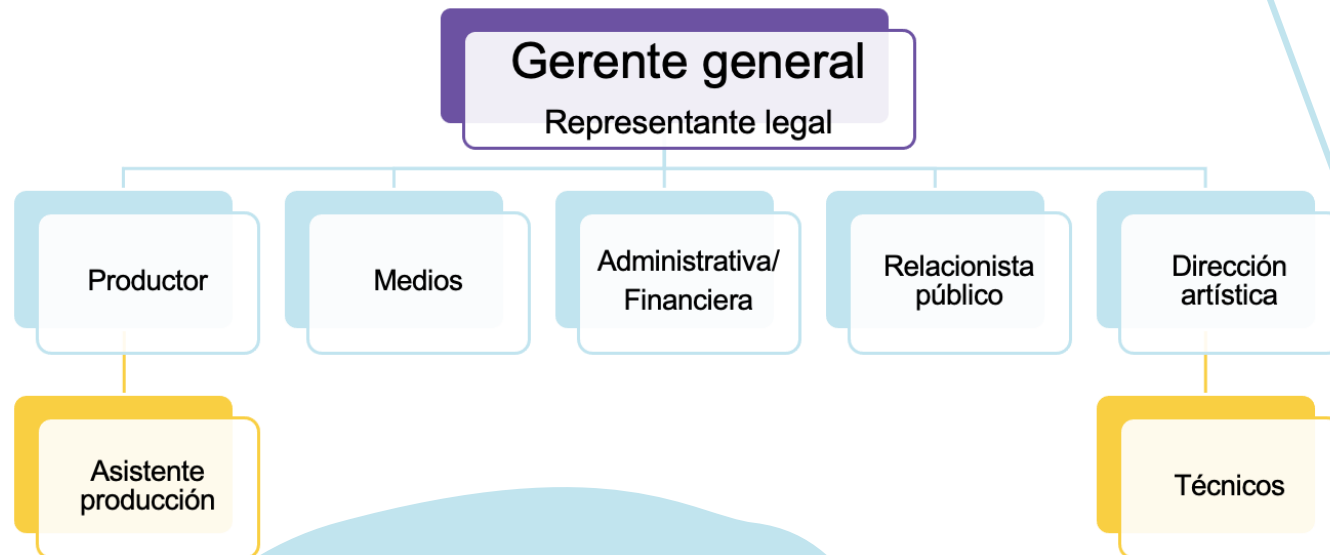 Gerente general
Representante legal
Productor
Medios
Administrativa/
Financiera
Relacionista
público
Dirección
artística
Asistente
producción
Técnicos